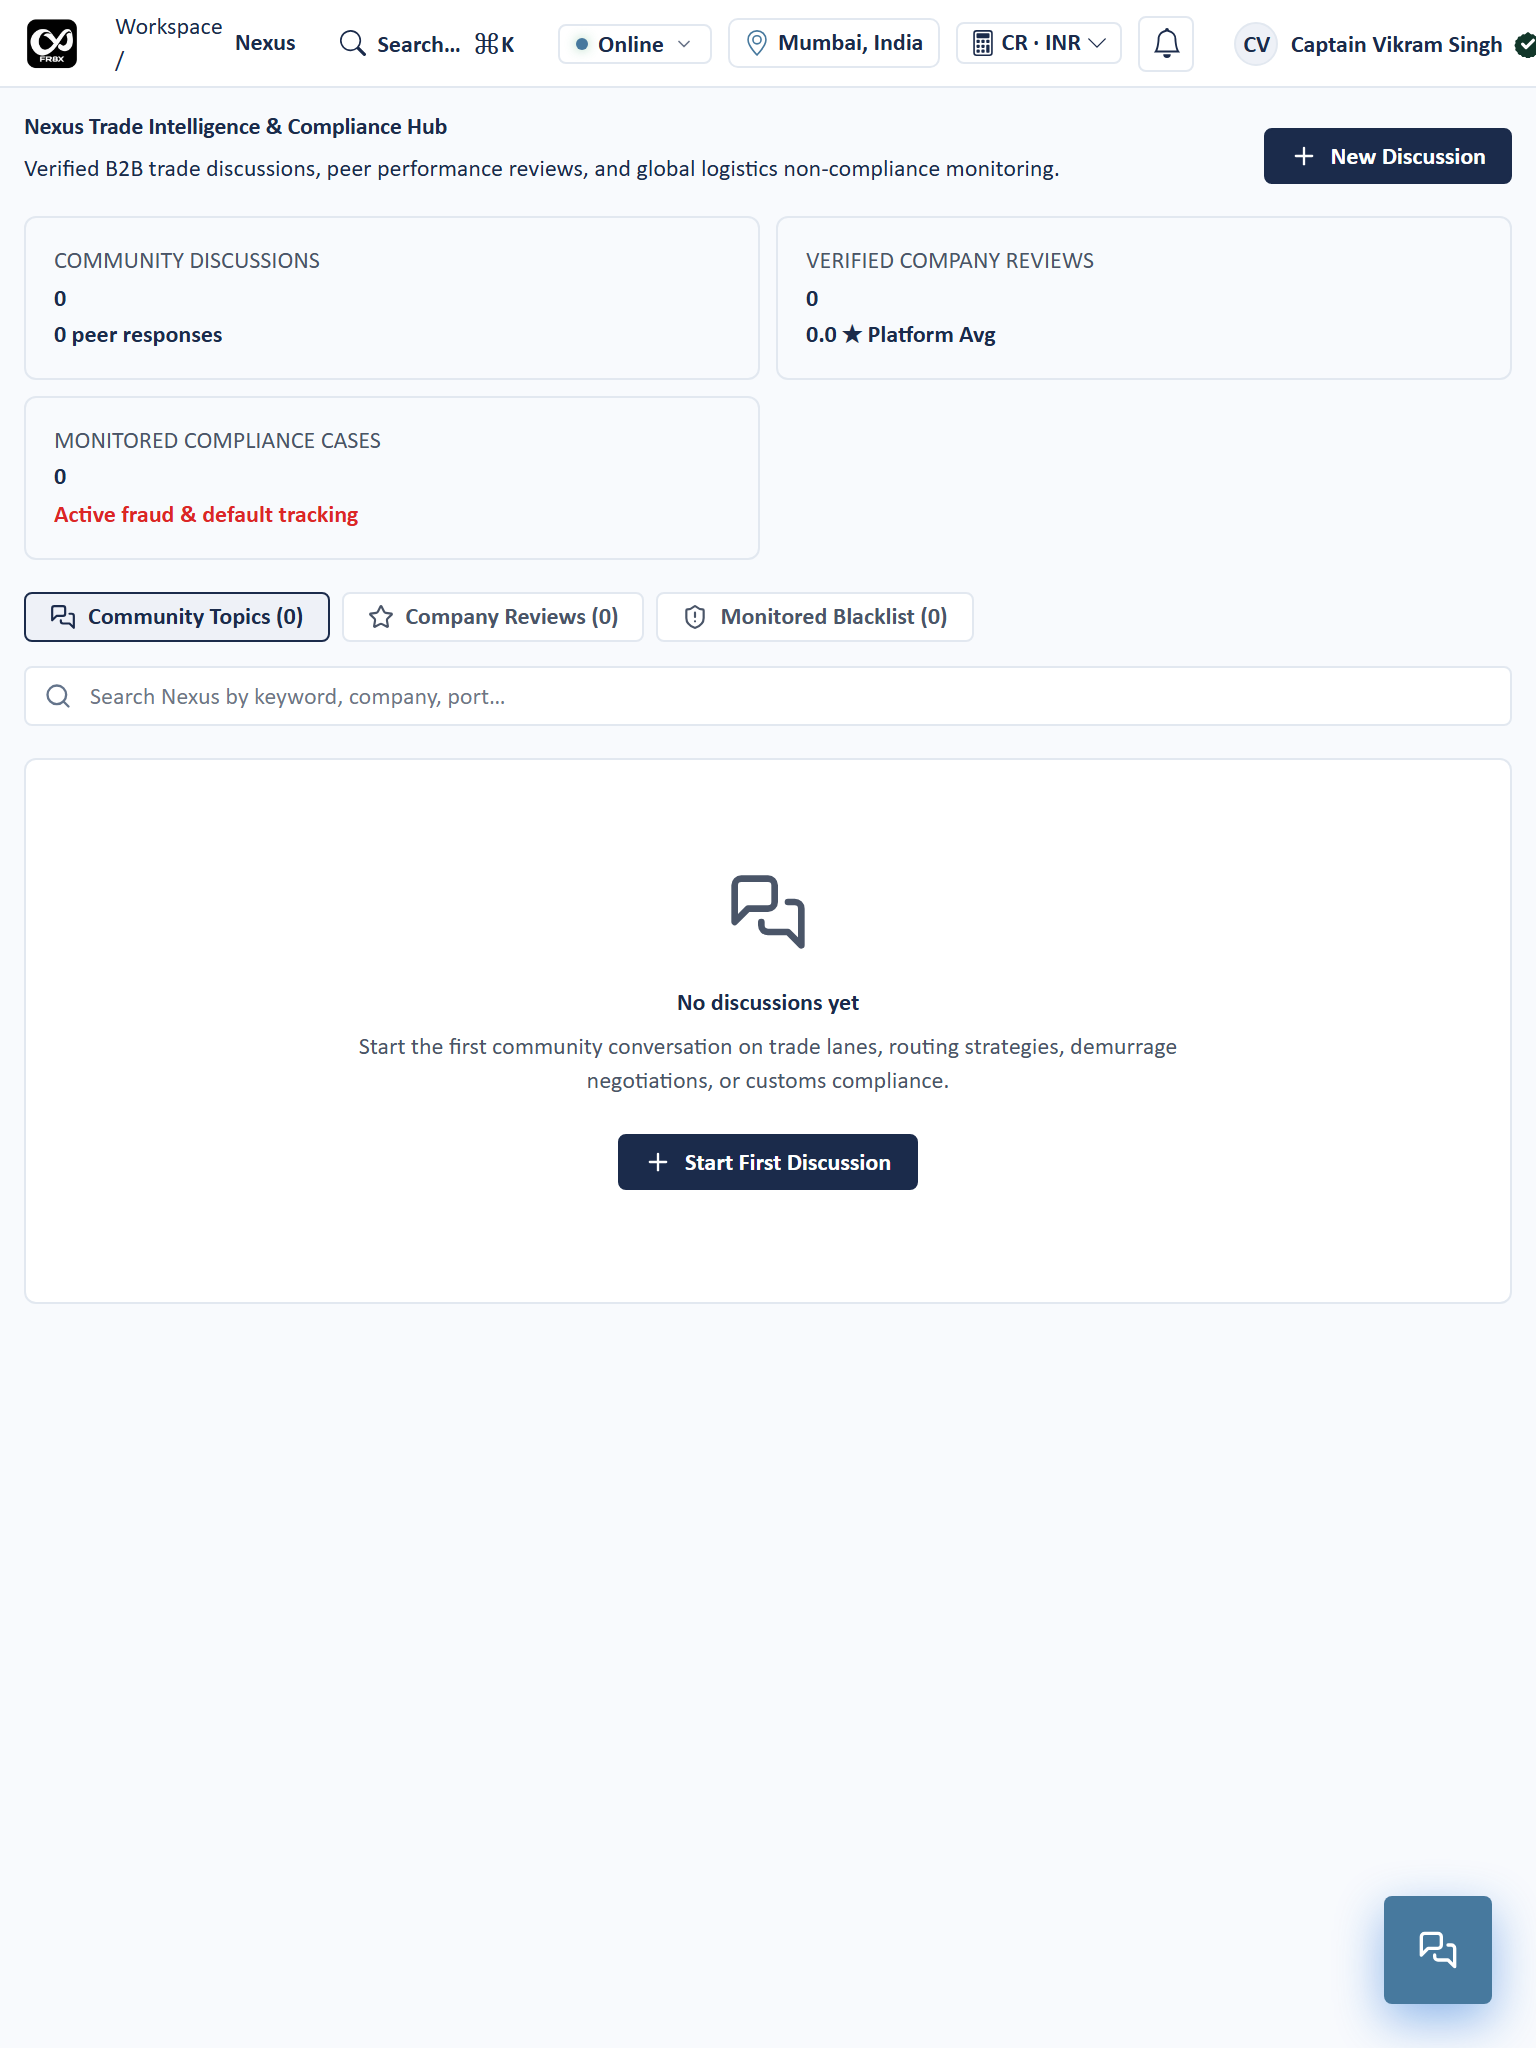 FR8X
Workspace
/
Nexus
Search... ⌘K
Online
Mumbai, India
CR · INR
CV
Captain Vikram Singh
Nexus Trade Intelligence & Compliance Hub
Verified B2B trade discussions, peer performance reviews, and global logistics non-compliance monitoring.
New Discussion
COMMUNITY DISCUSSIONS
0
0 peer responses
VERIFIED COMPANY REVIEWS
0
0.0 ★ Platform Avg
MONITORED COMPLIANCE CASES
0
Active fraud & default tracking
Community Topics (0)
Company Reviews (0)
Monitored Blacklist (0)
Search Nexus by keyword, company, port...
No discussions yet
Start the first community conversation on trade lanes, routing strategies, demurrage
negotiations, or customs compliance.
Start First Discussion